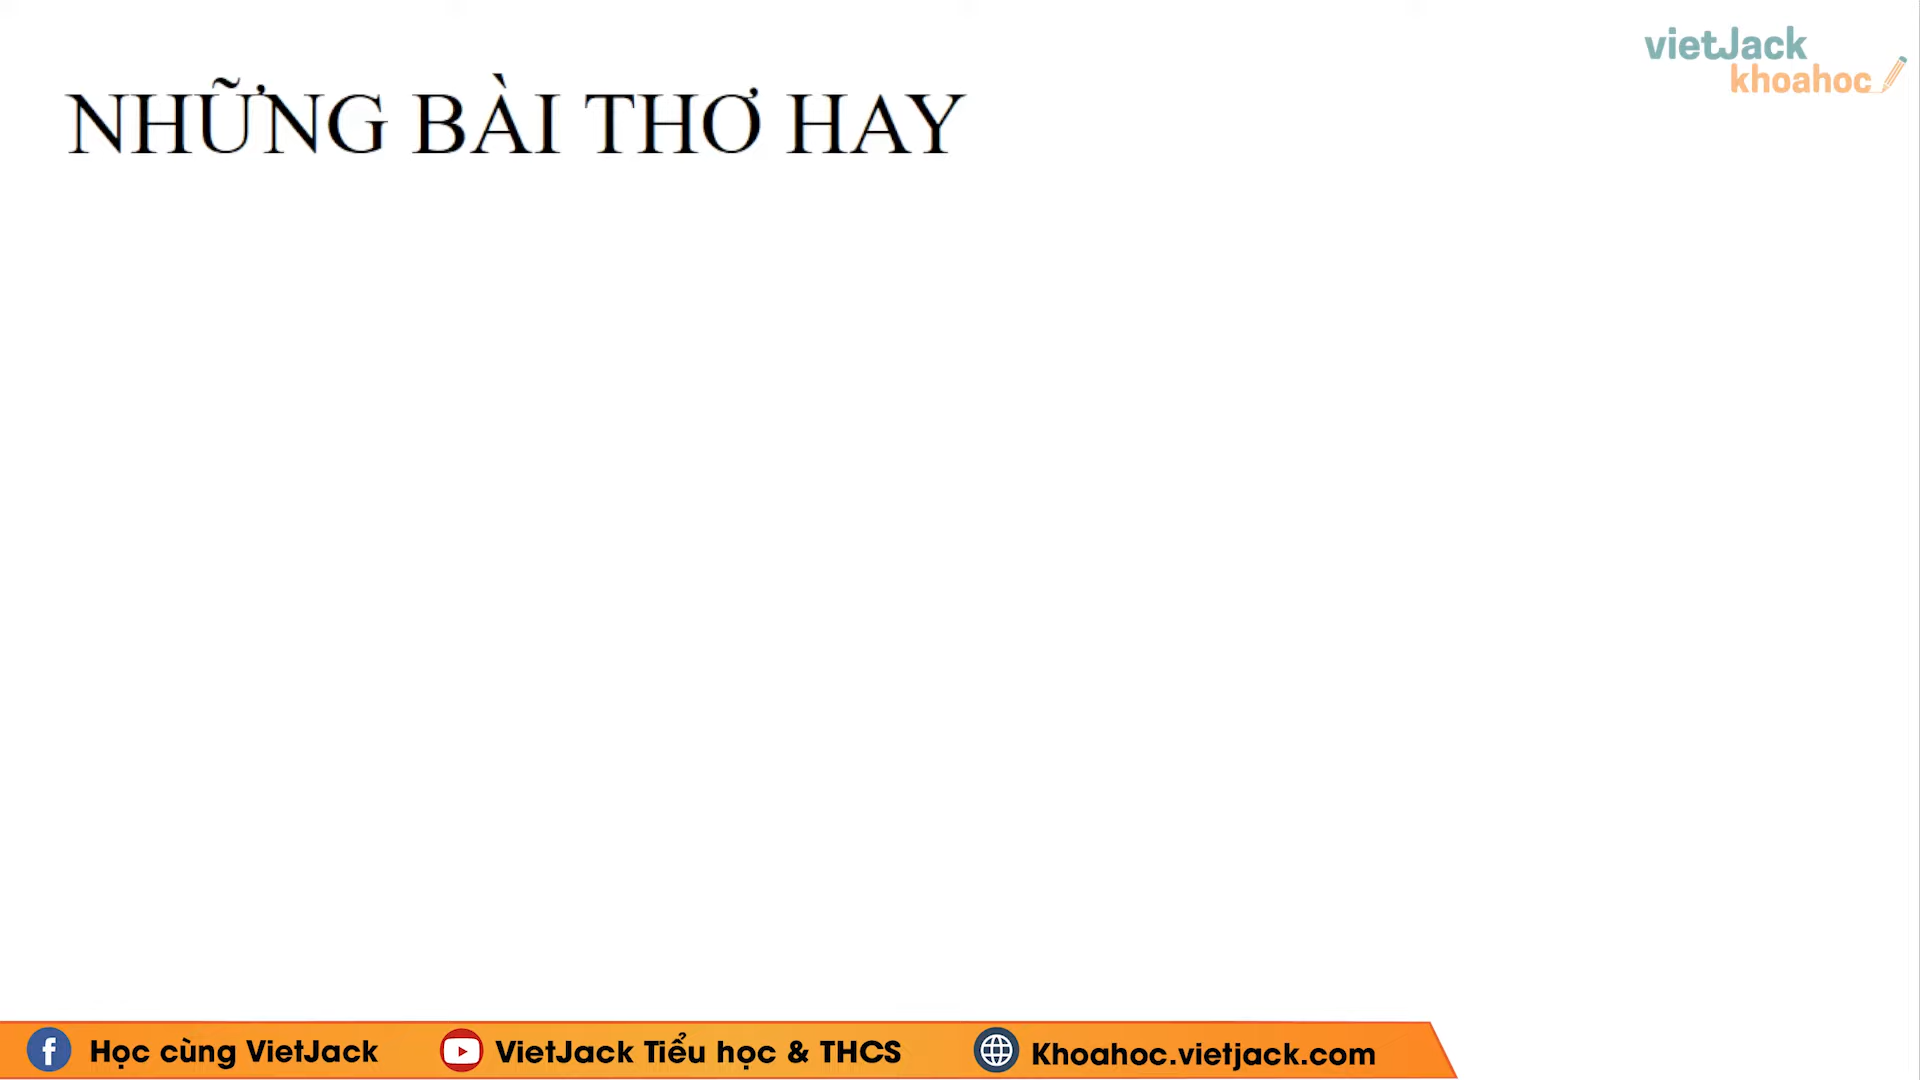 vietJack
khoahoc
NHỮNG BÀI THƠ HAY
Học cùng VietJack
VietJack Tiểu học & THCS
Khoahoc.vietjack.com